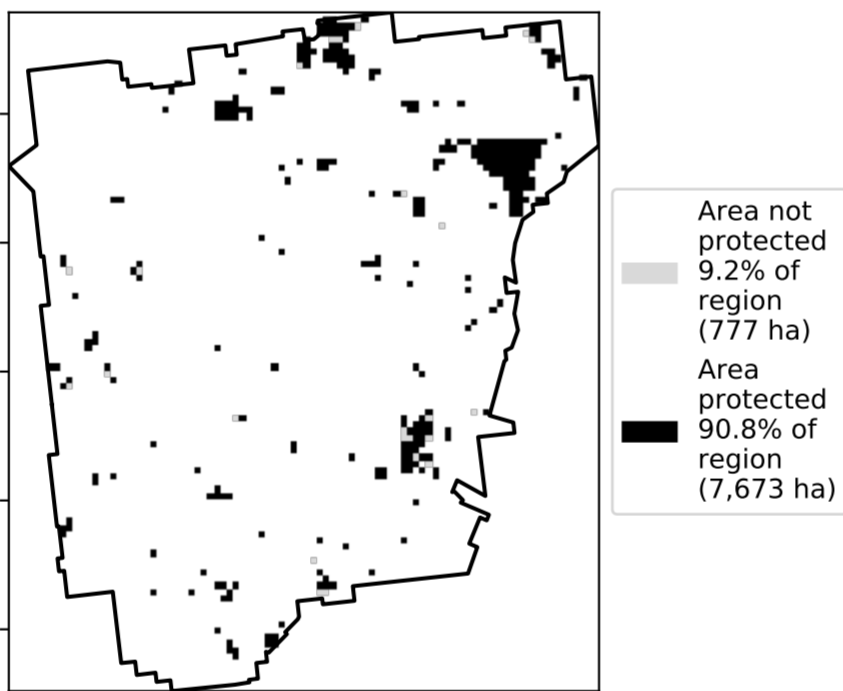 Area not
protected
9.2% of
region
(777 ha)
Area
protected
90.8% of
region
(7,673 ha)